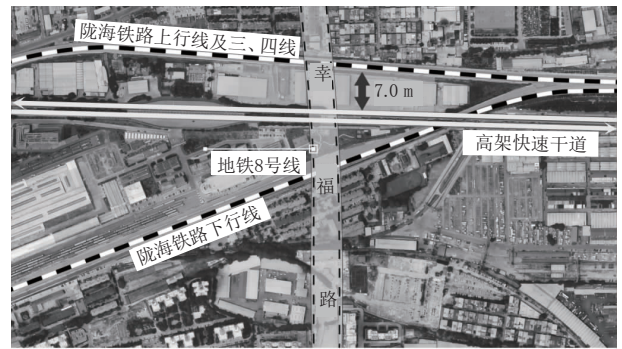 陇海铁路上行线及三、四线
幸
7.0 m
高架快速干道
地铁8号线
福
陇海铁路下行线
路